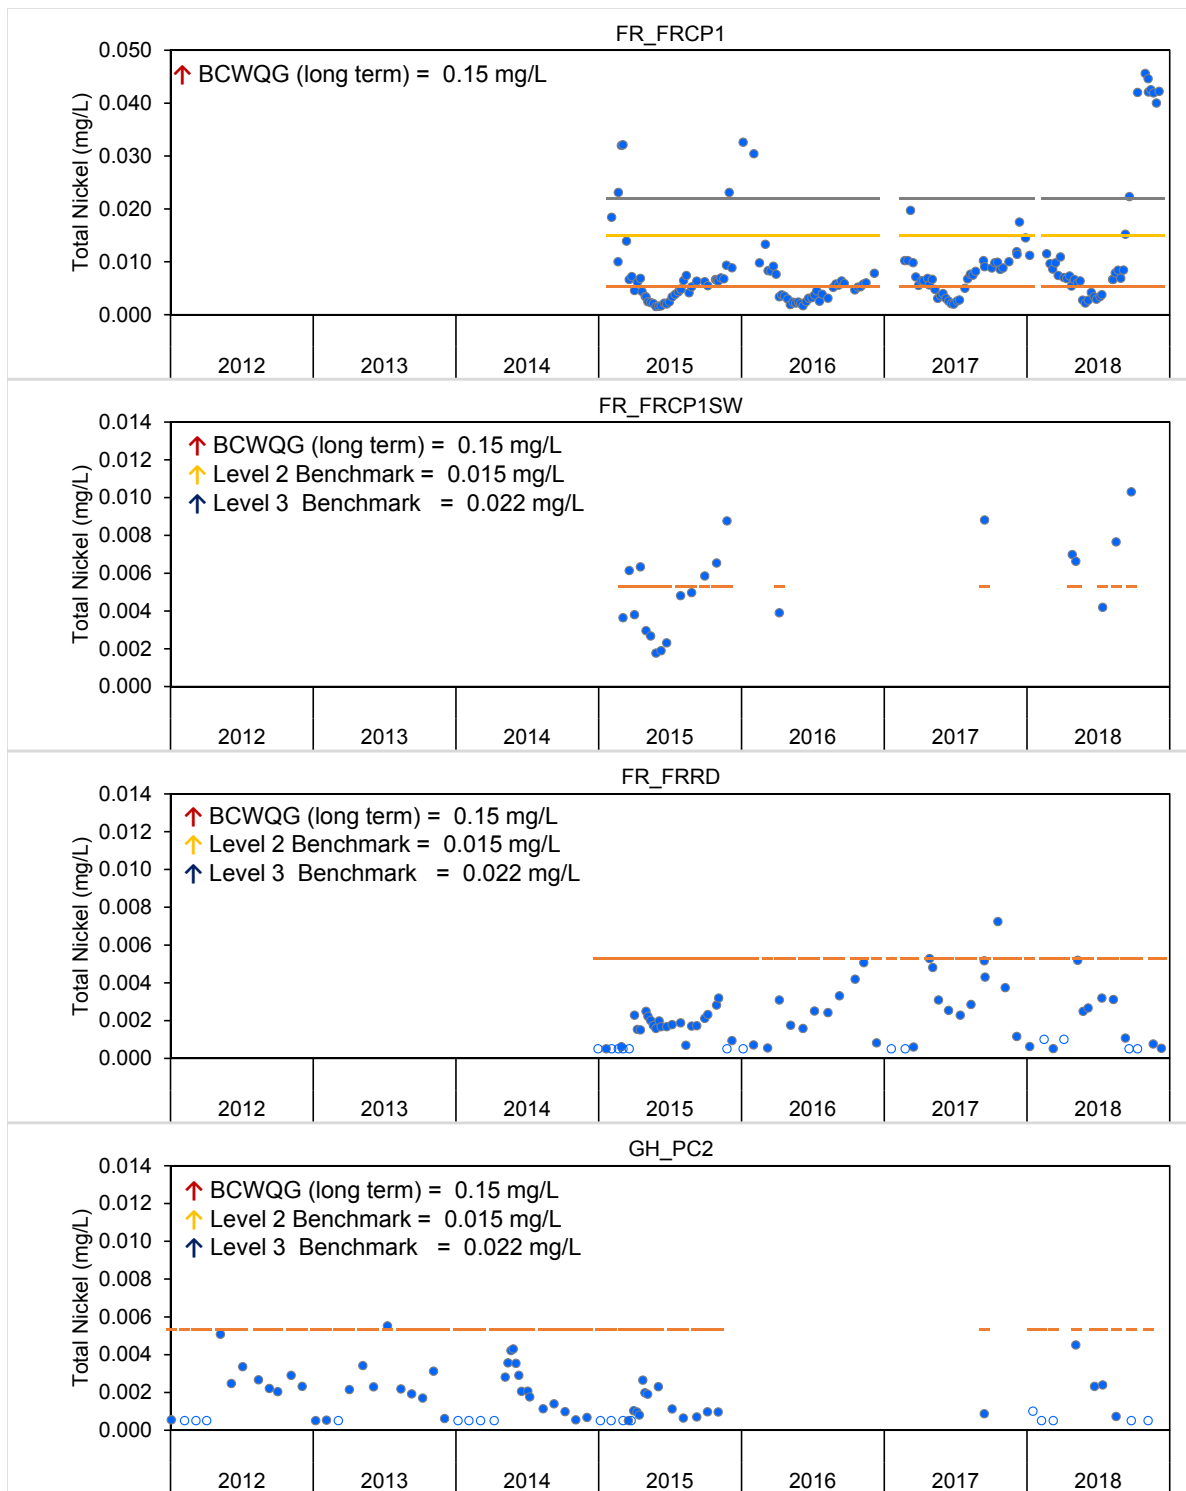 FR_FRCP1
0.050
↑ BCWQG (long term) = 0.15 mg/L
0.040
0.030
0.020
0.010
0.000
Total Nickel (mg/L)
2012 2013 2014 2015 2016 2017 2018
FR_FRCP1SW
0.014
↑ BCWQG (long term) = 0.15 mg/L
0.012
↑ Level 2 Benchmark = 0.015 mg/L
0.010
↑ Level 3 Benchmark = 0.022 mg/L
0.008
0.006
0.004
0.002
0.000
Total Nickel (mg/L)
2012 2013 2014 2015 2016 2017 2018
FR_FRRD
0.014
↑ BCWQG (long term) = 0.15 mg/L
0.012
↑ Level 2 Benchmark = 0.015 mg/L
0.010
↑ Level 3 Benchmark = 0.022 mg/L
0.008
0.006
0.004
0.002
0.000
Total Nickel (mg/L)
2012 2013 2014 2015 2016 2017 2018
GH_PC2
0.014
↑ BCWQG (long term) = 0.15 mg/L
0.012
↑ Level 2 Benchmark = 0.015 mg/L
0.010
↑ Level 3 Benchmark = 0.022 mg/L
0.008
0.006
0.004
0.002
0.000
Total Nickel (mg/L)
2012 2013 2014 2015 2016 2017 2018